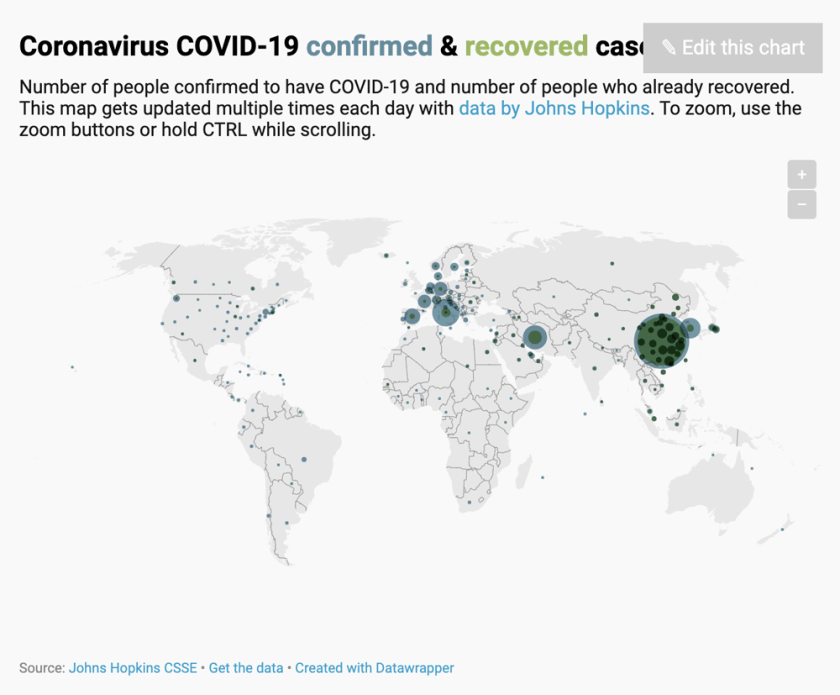 Coronavirus COVID-19 confirmed & recovered
✎ Edit this chart
Number of people confirmed to have COVID-19 and number of people who already recovered.
This map gets updated multiple times each day with data by Johns Hopkins. To zoom, use the
zoom buttons or hold CTRL while scrolling.
+
−
Source: Johns Hopkins CSSE • Get the data • Created with Datawrapper